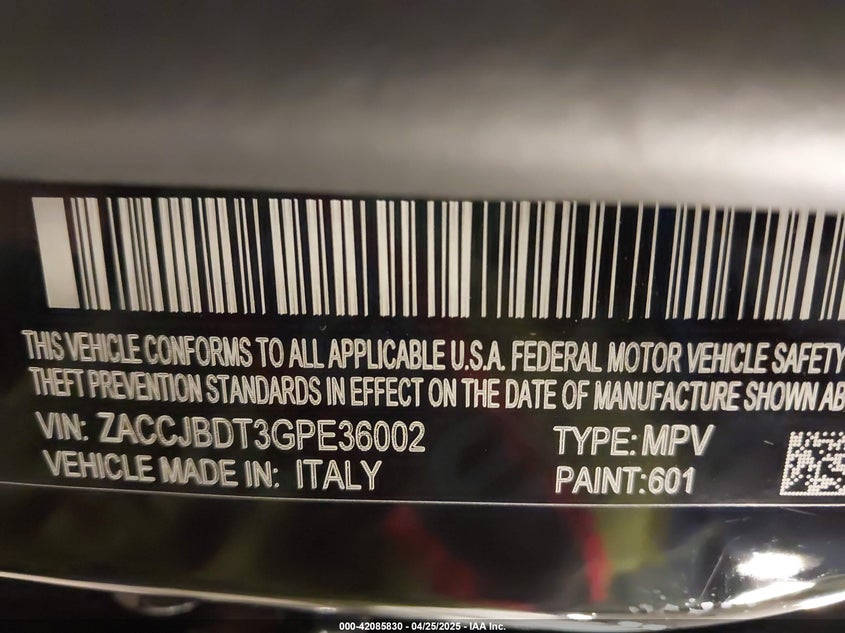 THIS VEHICLE CONFORMS TO ALL APPLICABLE U.S.A. FEDERAL MOTOR VEHICLE SAFETY
THEFT PREVENTION STANDARDS IN EFFECT ON THE DATE OF MANUFACTURE SHOWN AB
VIN: ZACCJBDT3GPE36002 TYPE: MPV
VEHICLE MADE IN: ITALY PAINT:601
000-42085830 - 04/25/2025 - IAA Inc.